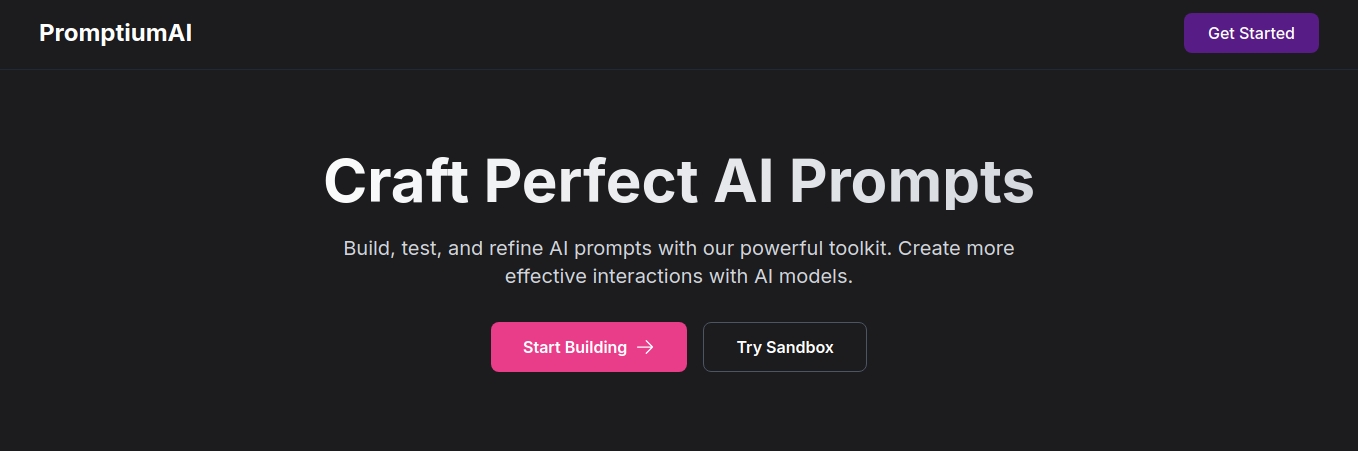 PromptiumAI
Get Started
Craft Perfect AI Prompts
Build, test, and refine AI prompts with our powerful toolkit. Create more
effective interactions with AI models.
Start Building
Try Sandbox